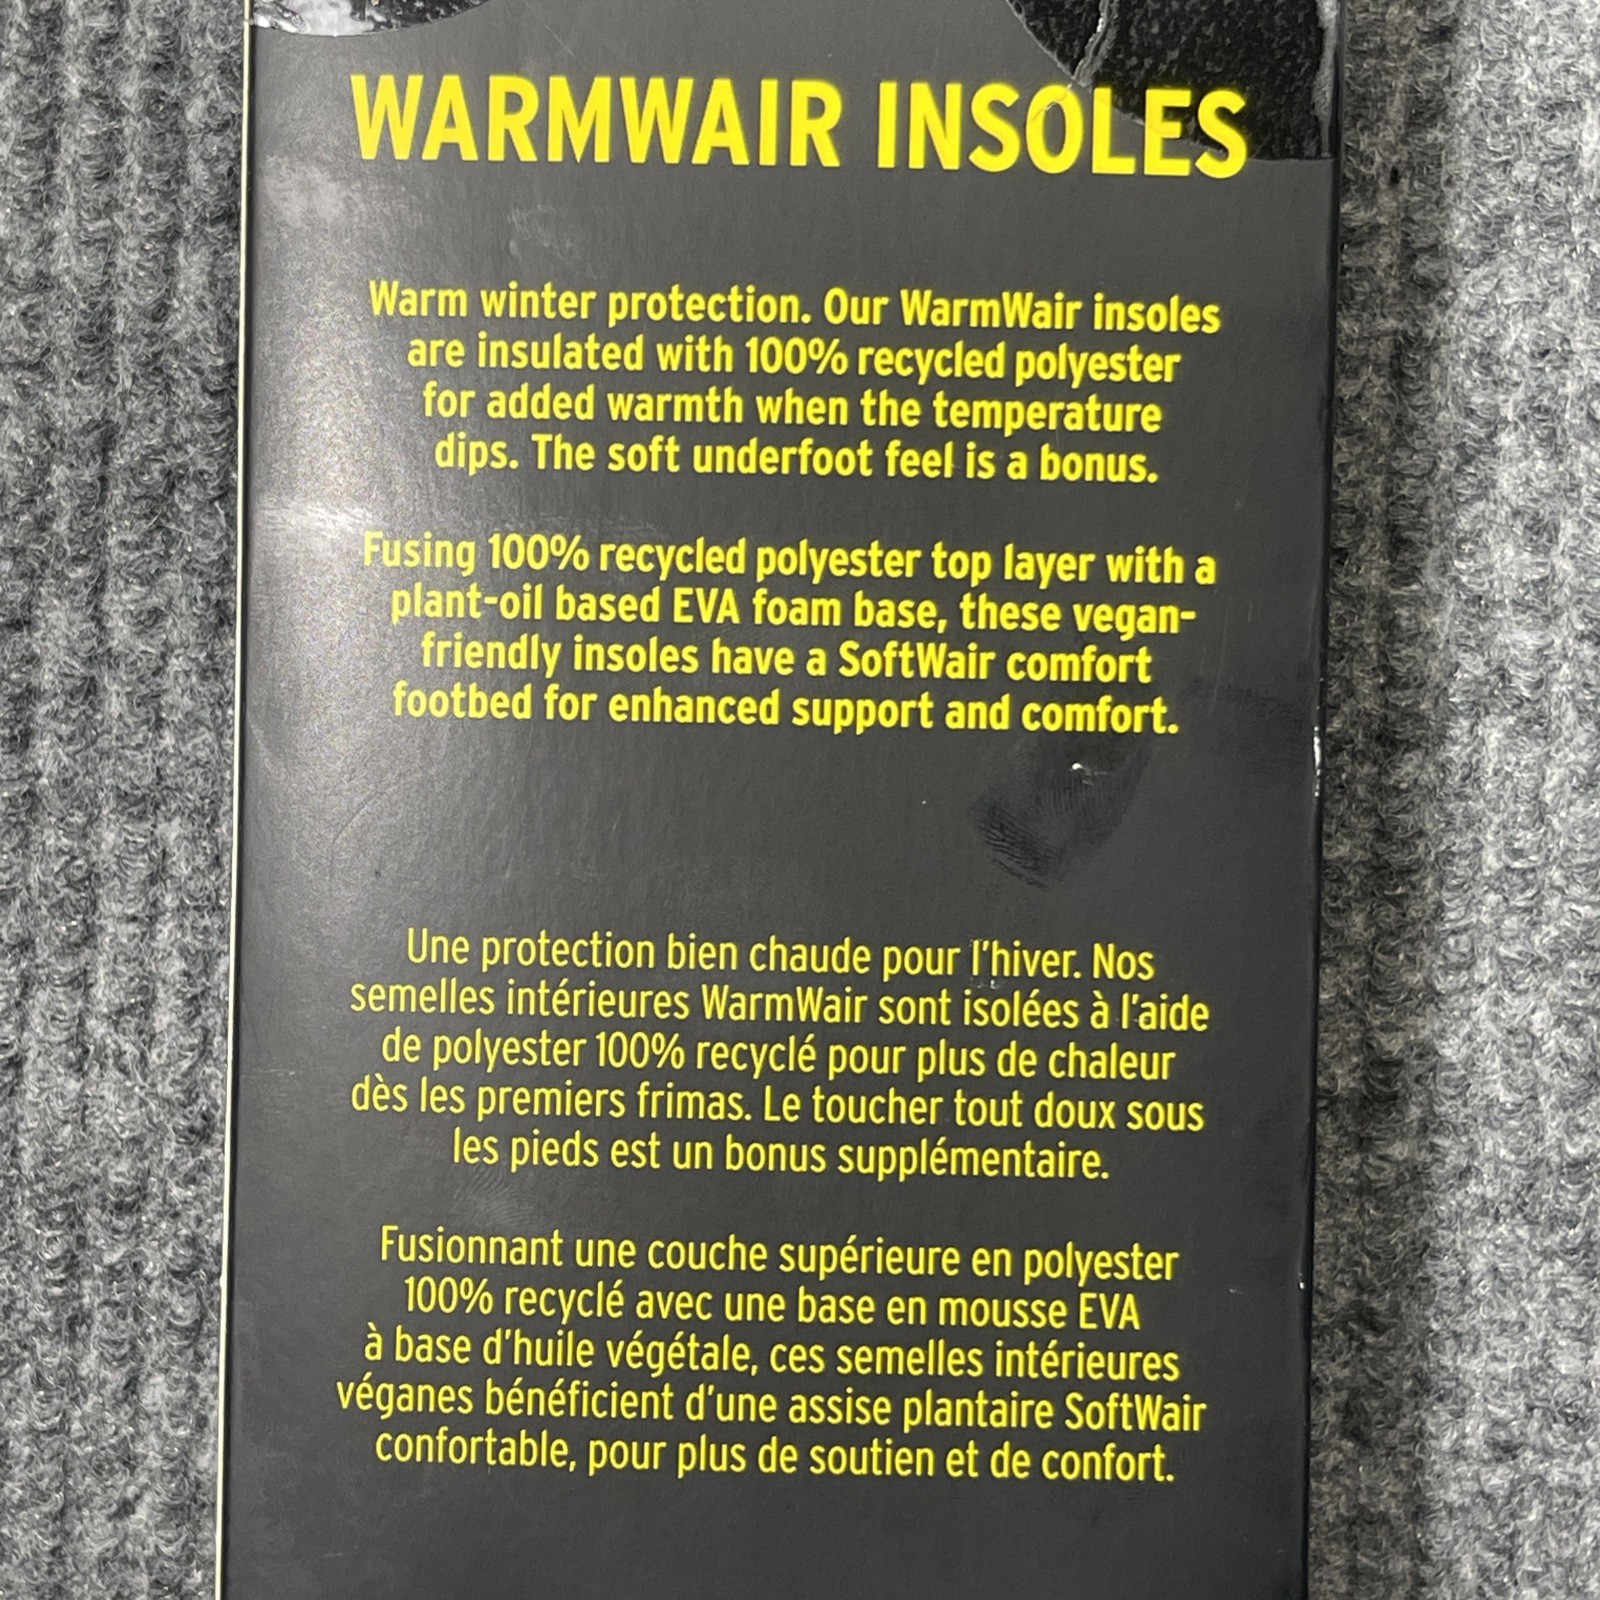 WARMWAIR INSOLES
Warm winter protection. Our WarmWair insoles
are insulated with 100% recycled polyester
for added warmth when the temperature
dips. The soft underfoot feel is a bonus.
Fusing 100% recycled polyester top layer with a
plant-oil based EVA foam base, these vegan-
friendly insoles have a SoftWair comfort
footbed for enhanced support and comfort.
Une protection bien chaude pour l'hiver. Nos
semelles intérieures WarmWair sont isolées à l'aide
de polyester 100% recyclé pour plus de chaleur
dès les premiers frimas. Le toucher tout doux sous
les pieds est un bonus supplémentaire.
Fusionnant une couche supérieure en polyester
100% recyclé avec une base en mousse EVA
à base d'huile végétale, ces semelles intérieures
véganes bénéficient d'une assise plantaire SoftWair
confortable, pour plus de soutien et de confort.